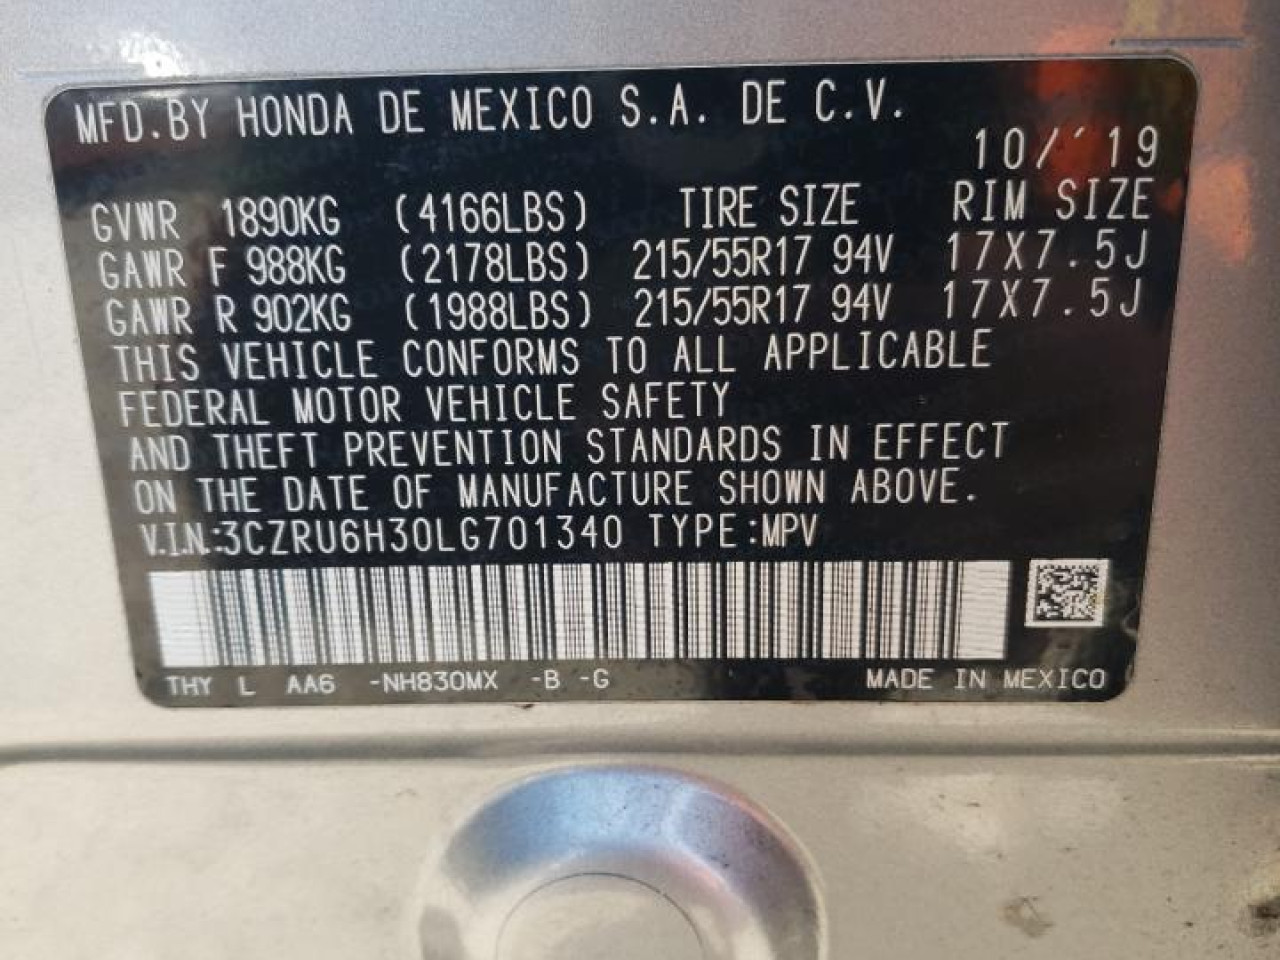 MFD.BY HONDA DE MEXICO S.A. DE C.V.
10/'19
GVWR 1890KG (4166LBS) TIRE SIZE RIM SIZE
GAWR F 988KG (2178LBS) 215/55R17 94V 17X7.5J
GAWR R 902KG (1988LBS) 215/55R17 94V 17X7.5J
THIS VEHICLE CONFORMS TO ALL APPLICABLE
FEDERAL MOTOR VEHICLE SAFETY
AND THEFT PREVENTION STANDARDS IN EFFECT
ON THE DATE OF MANUFACTURE SHOWN ABOVE.
V.I.N.:3CZRU6H30LG701340 TYPE:MPV
THY L AA6 -NH830MX -B -G MADE IN MEXICO